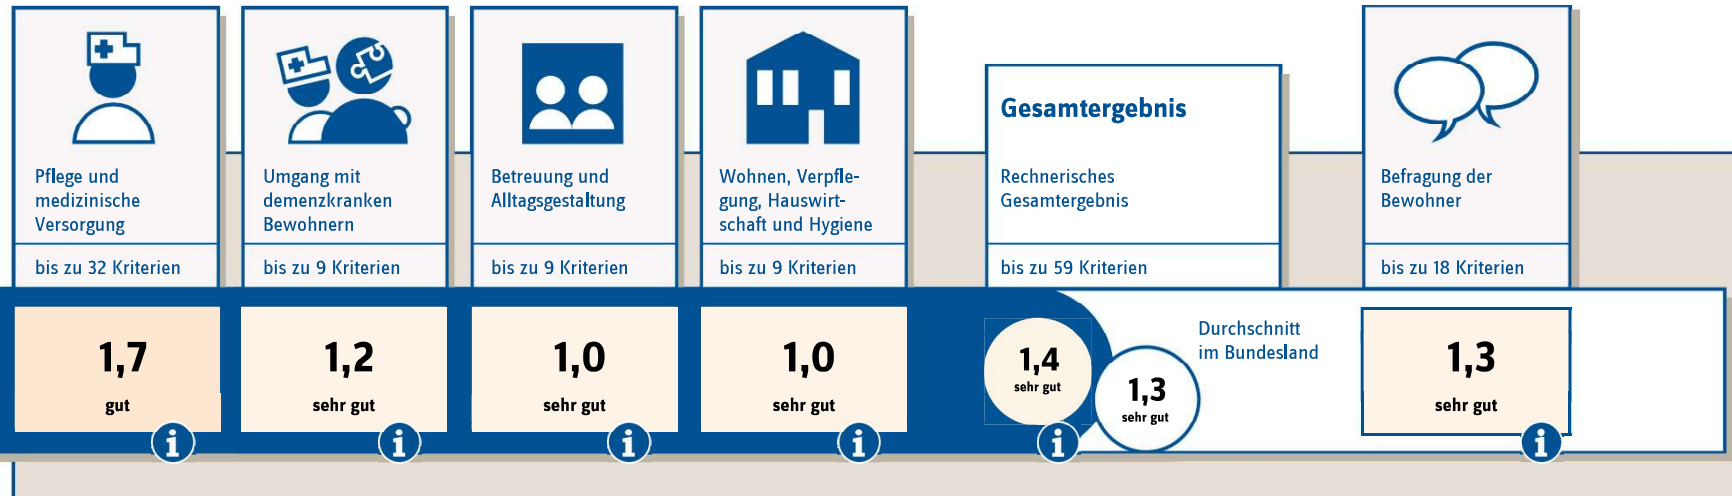 Pflege und
medizinische
Versorgung
bis zu 32 Kriterien
1,7
gut
Umgang mit
demenzkranken
Bewohnern
bis zu 9 Kriterien
1,2
sehr gut
Betreuung und
Alltagsgestaltung
bis zu 9 Kriterien
1,0
sehr gut
Wohnen, Verpfle-
gung, Hauswirt-
schaft und Hygiene
bis zu 9 Kriterien
1,0
sehr gut
Gesamtergebnis
Rechnerisches
Gesamtergebnis
bis zu 59 Kriterien
1,4
sehr gut
Durchschnitt
im Bundesland
1,3
sehr gut
Befragung der
Bewohner
bis zu 18 Kriterien
1,3
sehr gut